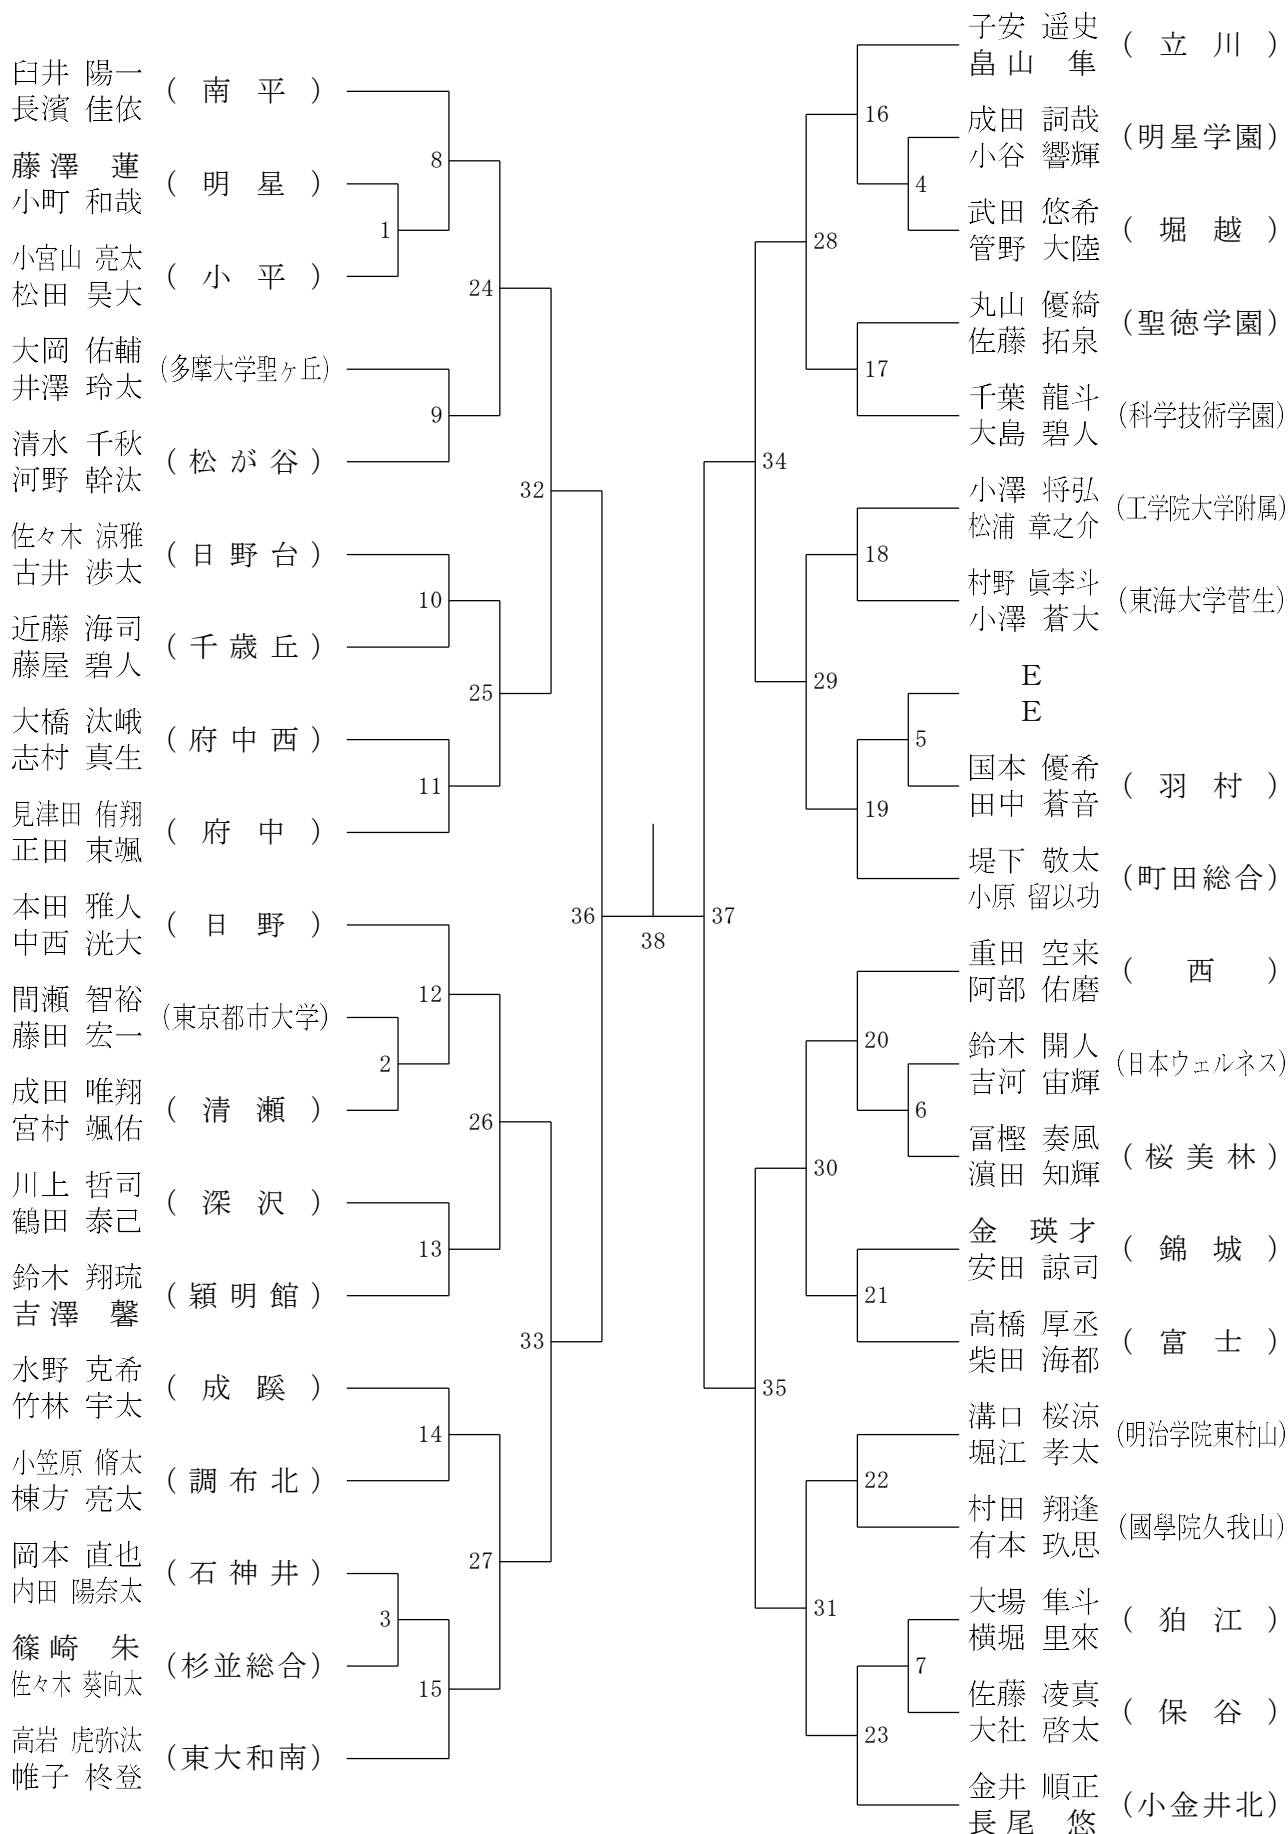 臼井 陽一
長濱 佳依
(南平)
藤澤 蓮
小町 和哉
(明星)
小宮山 亮太
松田 昊大
(小平)
大岡 佑輔
井澤 玲太
(多摩大学聖ヶ丘)
清水 千秋
河野 幹汰
(松が谷)
佐々木 涼雅
古井 渉太
(日野台)
近藤 海司
藤屋 碧人
(千歳丘)
大橋 汰峨
志村 真生
(府中西)
見津田 侑翔
正田 束颯
(府中)
本田 雅人
中西 洸大
(日野)
間瀬 智裕
藤田 宏一
(東京都市大学)
成田 唯翔
宮村 颯佑
(清瀬)
川上 哲司
鶴田 泰己
(深沢)
鈴木 翔琉
吉澤 馨
(穎明館)
水野 克希
竹林 宇太
(成蹊)
小笠原 脩太
棟方 亮太
(調布北)
岡本 直也
内田 陽奈太
(石神井)
篠崎 朱
佐々木 葵向太
(杉並総合)
高岩 虎弥汰
帷子 柊登
(東大和南)
1
2
3
8
9
10
11
12
13
14
15
24
25
26
27
32
33
36
38
37
34
35
28
29
30
31
16
17
18
19
20
21
22
23
4
5
6
7
子安 遥史
畠山 隼
(立川)
成田 詞哉
小谷 響輝
(明星学園)
武田 悠希
管野 大陸
(堀越)
丸山 優綺
佐藤 拓泉
(聖徳学園)
千葉 龍斗
大島 碧人
(科学技術学園)
小澤 将弘
松浦 章之介
(工学院大学附属)
村野 眞李斗
小澤 蒼大
(東海大学菅生)
E
E
国本 優希
田中 蒼音
(羽村)
堤下 敬太
小原 留以功
(町田総合)
重田 空来
阿部 佑磨
(西)
鈴木 開人
吉河 宙輝
(日本ウェルネス)
冨樫 奏風
濵田 知輝
(桜美林)
金 瑛才
安田 諒司
(錦城)
高橋 厚丞
柴田 海都
(富士)
溝口 桜涼
堀江 孝太
(明治学院東村山)
村田 翔逢
有本 玖思
(國學院久我山)
大場 隼斗
横堀 里來
(狛江)
佐藤 凌真
大社 啓太
(保谷)
金井 順正
長尾 悠
(小金井北)